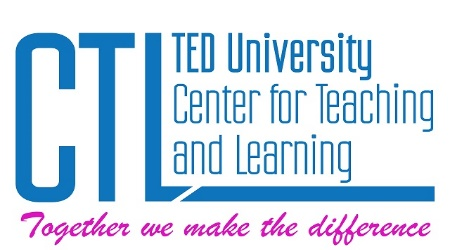 CTL
TED University
Center for Teaching
and Learning
Together we make the difference